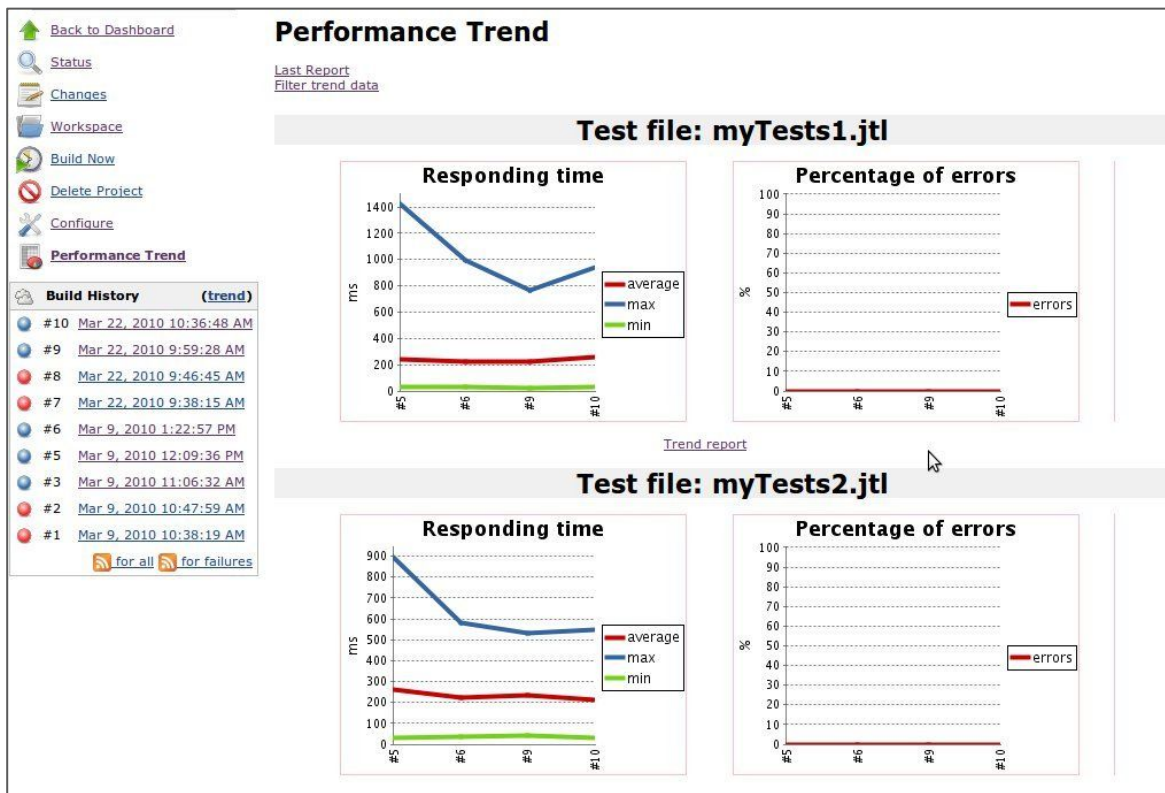 Back to Dashboard
Status
Changes
Workspace
Build Now
Delete Project
Configure
Performance Trend
Build History (trend)
#10 Mar 22, 2010 10:36:48 AM
#9 Mar 22, 2010 9:59:28 AM
#8 Mar 22, 2010 9:46:45 AM
#7 Mar 22, 2010 9:38:15 AM
#6 Mar 9, 2010 1:22:57 PM
#5 Mar 9, 2010 12:09:36 PM
#3 Mar 9, 2010 11:06:32 AM
#2 Mar 9, 2010 10:47:59 AM
#1 Mar 9, 2010 10:38:19 AM
for all for failures
Performance Trend
Last Report
Filter trend data
Test file: myTests1.jtl
Responding time
1400
1200
1000
800
600
400
200
0
ms
#5 #6 #9 #10
average
max
min
Percentage of errors
100
90
80
70
60
50
40
30
20
10
0
%
#5 #6 #9 #10
errors
Trend report
Test file: myTests2.jtl
Responding time
900
800
700
600
500
400
300
200
100
0
ms
#5 #6 #9 #10
average
max
min
Percentage of errors
100
90
80
70
60
50
40
30
20
10
0
%
#5 #6 #9 #10
errors